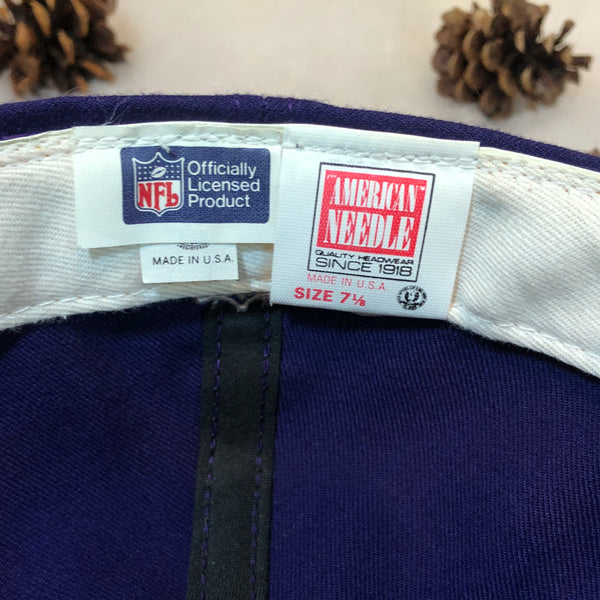 NFL
Officially
Licensed
Product
MADE IN U.S.A.
"AMERICAN"
NEEDLE
QUALITY HEADWEAR
SINCE 1918
MADE IN U.S.A.
SIZE 7⅛